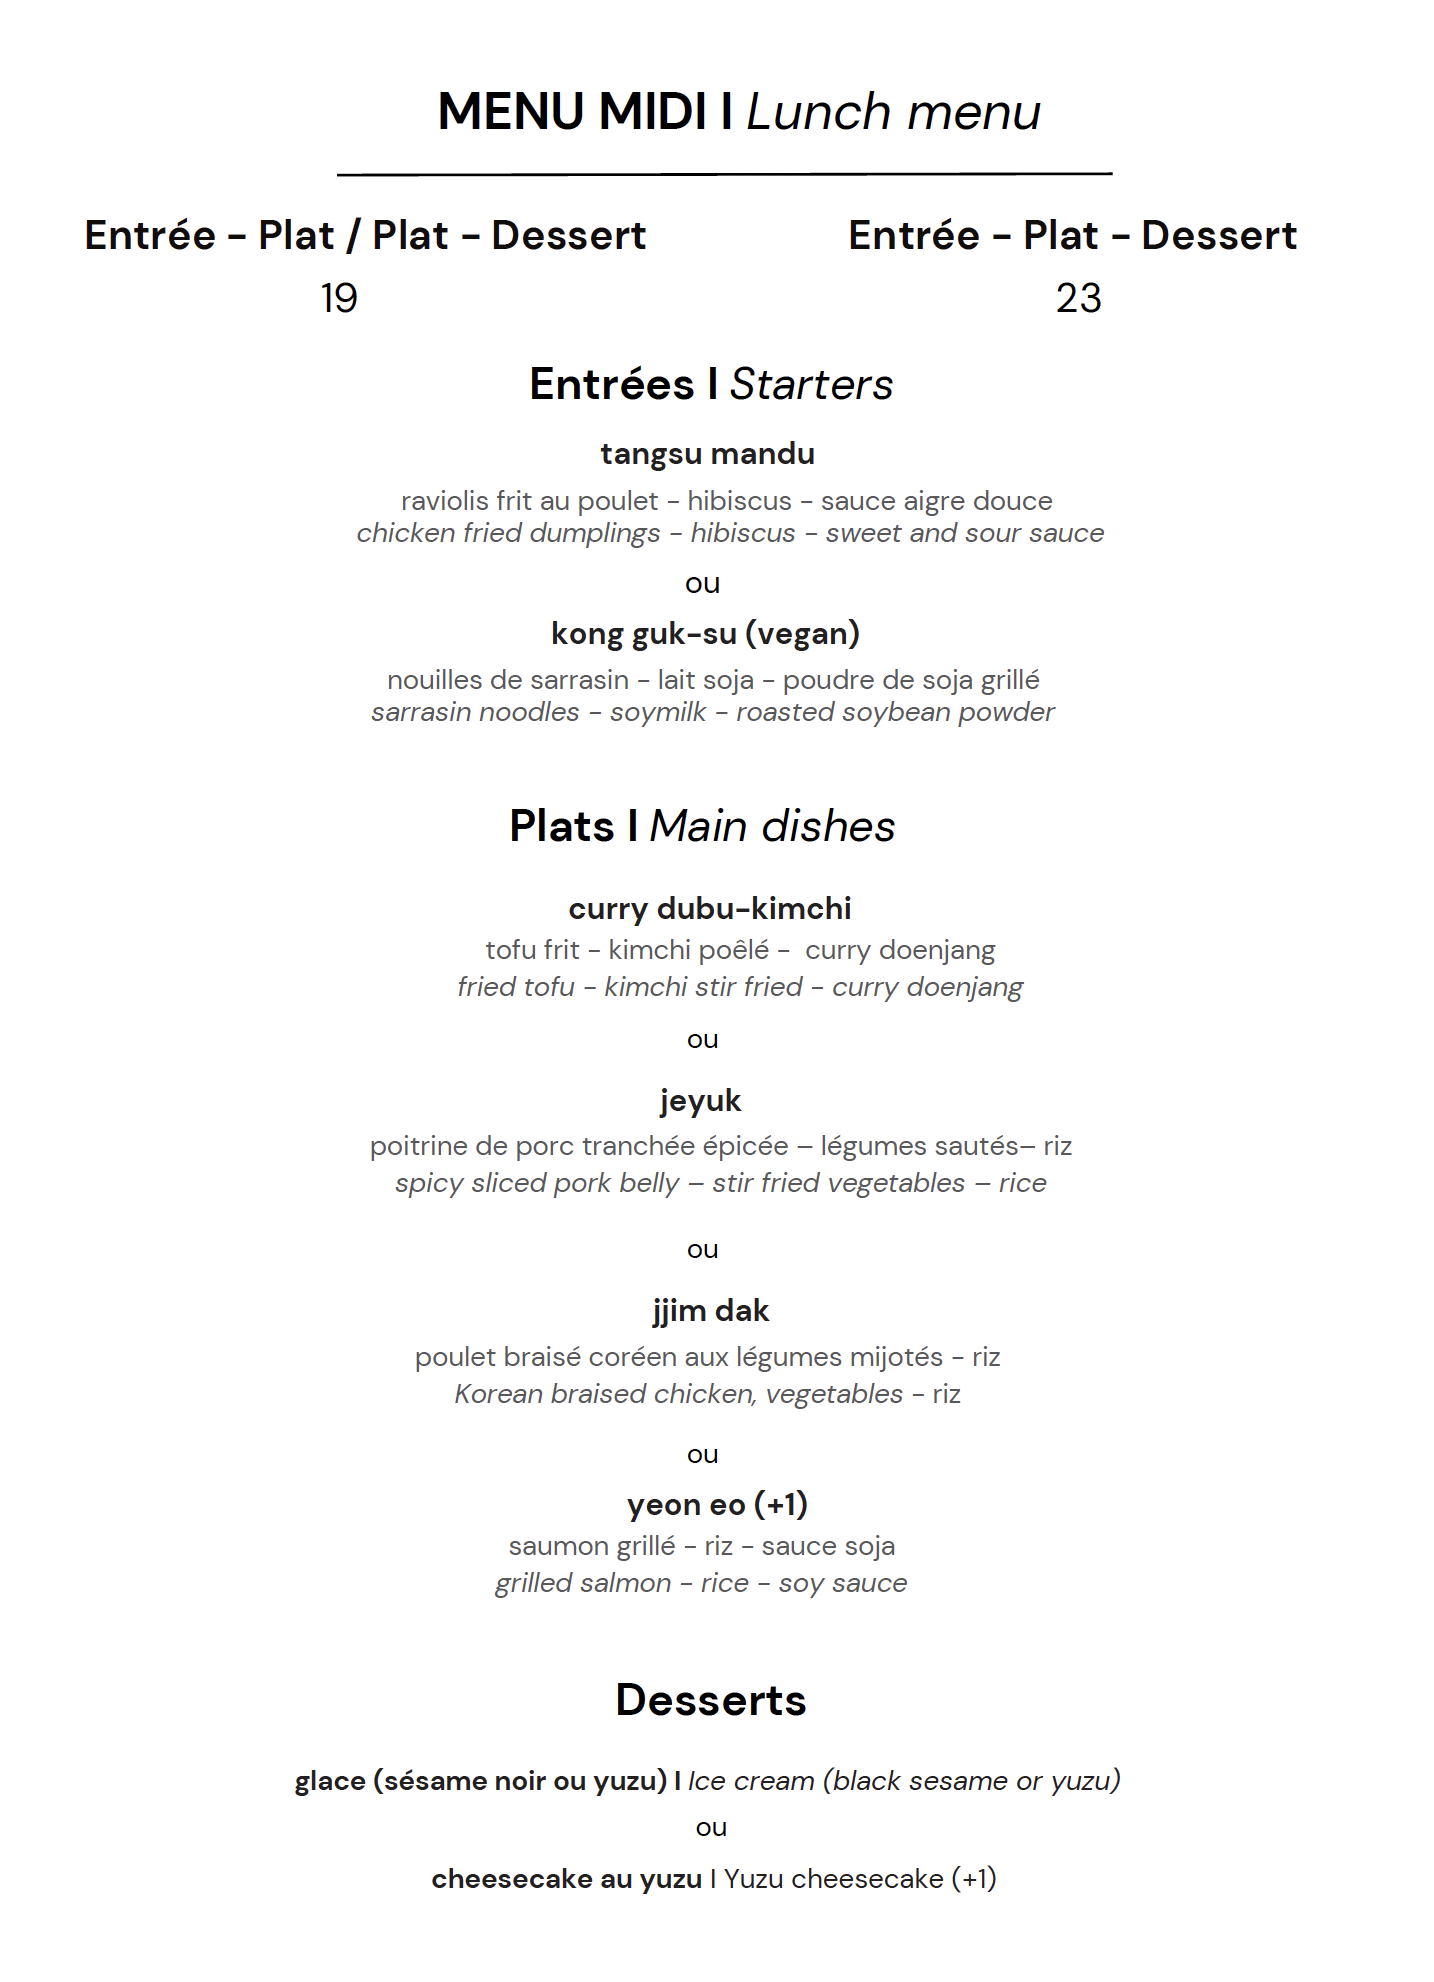 MENU MIDI I Lunch menu
Entrée - Plat / Plat - Dessert
19
Entrée - Plat - Dessert
23
Entrées I Starters
tangsu mandu
raviolis frit au poulet - hibiscus - sauce aigre douce
chicken fried dumplings - hibiscus - sweet and sour sauce
ou
kong guk-su (vegan)
nouilles de sarrasin - lait soja - poudre de soja grillé
sarrasin noodles - soymilk - roasted soybean powder
Plats I Main dishes
curry dubu-kimchi
tofu frit - kimchi poêlé - curry doenjang
fried tofu - kimchi stir fried - curry doenjang
ou
jeyuk
poitrine de porc tranchée épicée – légumes sautés– riz
spicy sliced pork belly – stir fried vegetables – rice
ou
jjim dak
poulet braisé coréen aux légumes mijotés - riz
Korean braised chicken, vegetables - riz
ou
yeon eo (+1)
saumon grillé - riz - sauce soja
grilled salmon - rice - soy sauce
Desserts
glace (sésame noir ou yuzu) I Ice cream (black sesame or yuzu)
ou
cheesecake au yuzu I Yuzu cheesecake (+1)